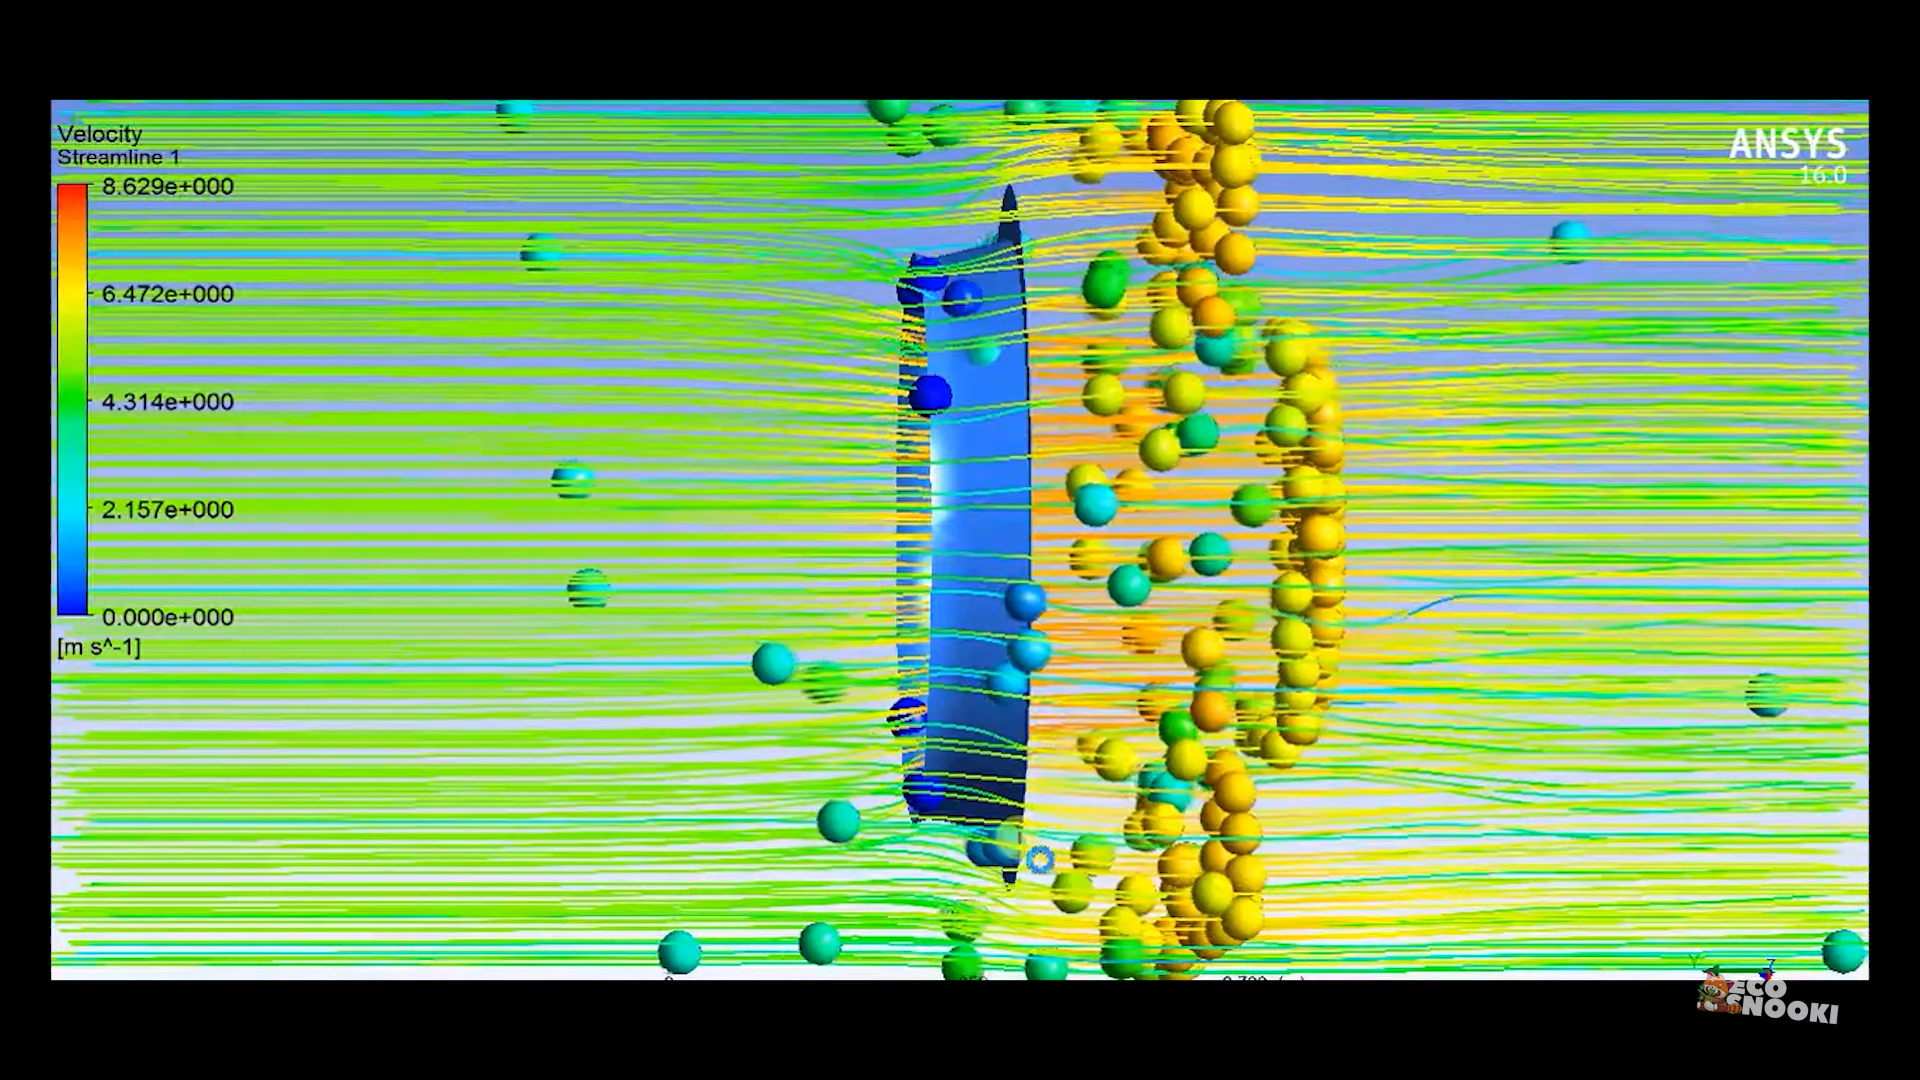 Velocity
Streamline 1
8.629e+000
6.472e+000
4.314e+000
2.157e+000
0.000e+000
[m s^-1]
ANSYS
16.0
Y
Z
ECO
SNOOKI